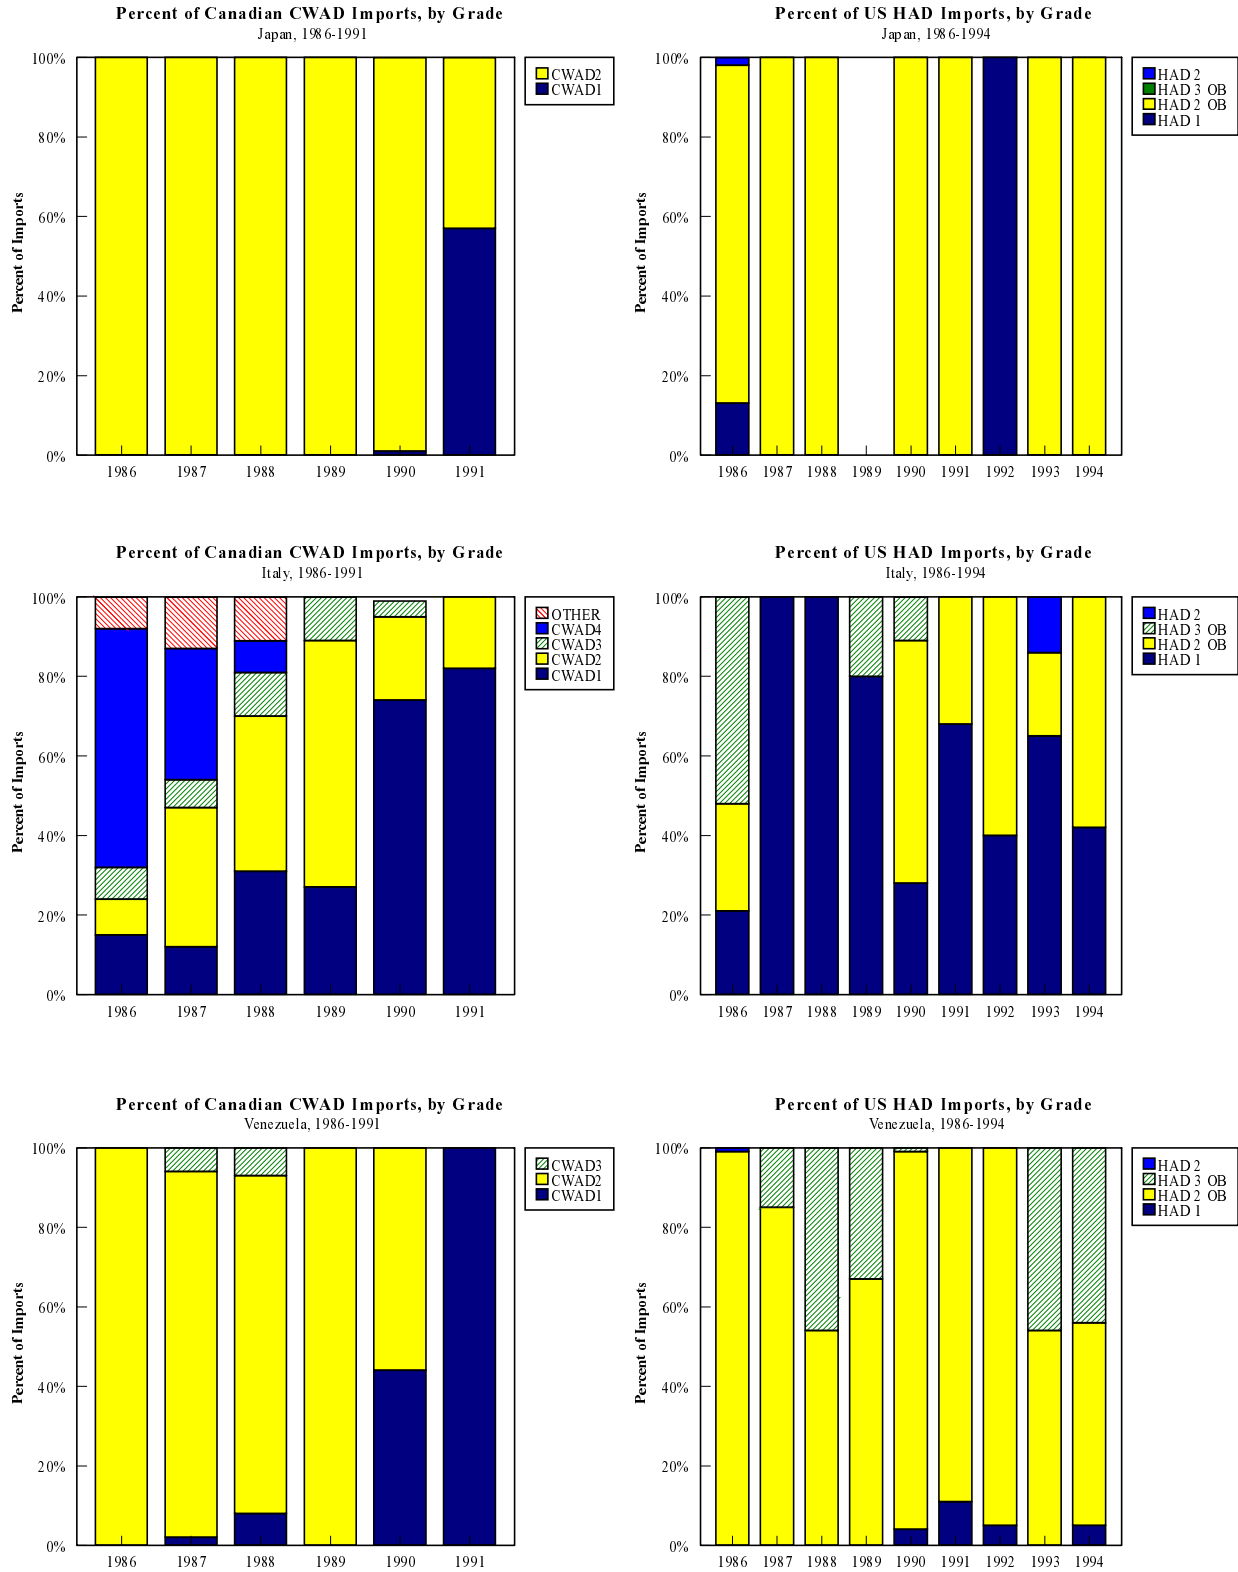 Percent of Canadian CWAD Imports, by Grade
Japan, 1986-1991
100%
80%
60%
40%
20%
0%
Percent of Imports
1986 1987 1988 1989 1990 1991
CWAD2
CWAD1
Percent of US HAD Imports, by Grade
Japan, 1986-1994
100%
80%
60%
40%
20%
0%
Percent of Imports
1986 1987 1988 1989 1990 1991 1992 1993 1994
HAD 2
HAD 3 OB
HAD 2 OB
HAD 1
Percent of Canadian CWAD Imports, by Grade
Italy, 1986-1991
100%
80%
60%
40%
20%
0%
Percent of Imports
1986 1987 1988 1989 1990 1991
OTHER
CWAD4
CWAD3
CWAD2
CWAD1
Percent of US HAD Imports, by Grade
Italy, 1986-1994
100%
80%
60%
40%
20%
0%
Percent of Imports
1986 1987 1988 1989 1990 1991 1992 1993 1994
HAD 2
HAD 3 OB
HAD 2 OB
HAD 1
Percent of Canadian CWAD Imports, by Grade
Venezuela, 1986-1991
100%
80%
60%
40%
20%
0%
Percent of Imports
1986 1987 1988 1989 1990 1991
CWAD3
CWAD2
CWAD1
Percent of US HAD Imports, by Grade
Venezuela, 1986-1994
100%
80%
60%
40%
20%
0%
Percent of Imports
1986 1987 1988 1989 1990 1991 1992 1993 1994
HAD 2
HAD 3 OB
HAD 2 OB
HAD 1